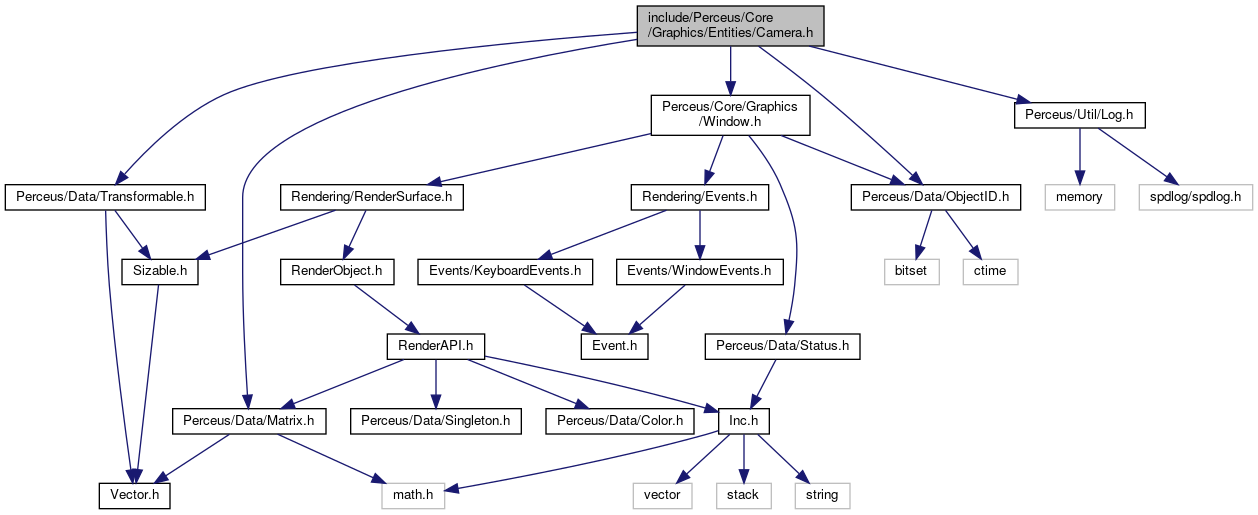 include/Perceus/Core
/Graphics/Entities/Camera.h
Perceus/Core/Graphics
/Window.h
Perceus/Util/Log.h
Perceus/Data/Transformable.h
Rendering/RenderSurface.h
Rendering/Events.h
Perceus/Data/ObjectID.h
memory
spdlog/spdlog.h
Sizable.h
RenderObject.h
Events/KeyboardEvents.h
Events/WindowEvents.h
bitset
ctime
RenderAPI.h
Event.h
Perceus/Data/Status.h
Perceus/Data/Matrix.h
Perceus/Data/Singleton.h
Perceus/Data/Color.h
Inc.h
Vector.h
math.h
vector
stack
string